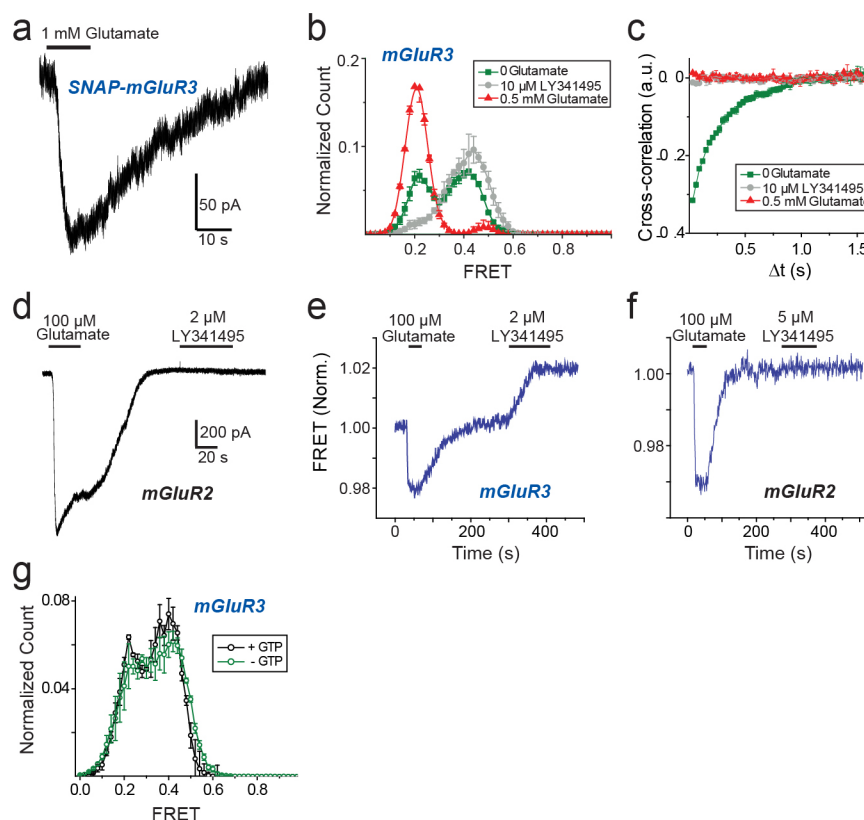 a
1 mM Glutamate
SNAP-mGluR3
50 pA
10 s
b
mGluR3
Normalized Count
0.2
0.1
0.0
0 Glutamate
10 µM LY341495
0.5 mM Glutamate
0.2 0.4 0.6 0.8
FRET
c
Cross-correlation (a.u.)
0 0
.0.1
-0.2
0 4
0 Glutamate
10 µM LY341495
0.5 mM Glutamate
0.5 1.0 1.5
Δt (s)
d
100 µM
Glutamate
2 µM
LY341495
200 pA
20 s
mGluR2
e
100 µM
Glutamate
2 µM
LY341495
FRET (Norm.)
1.02
1.00
0.98
mGluR3
0 200 400
Time (s)
f
100 µM
Glutamate
5 µM
LY341495
1.00
0.98
mGluR2
0 200 400
Time (s)
g
mGluR3
Normalized Count
0.08
0.04
+ GTP
- GTP
0.0 0.2 0.4 0.6 0.8
FRET